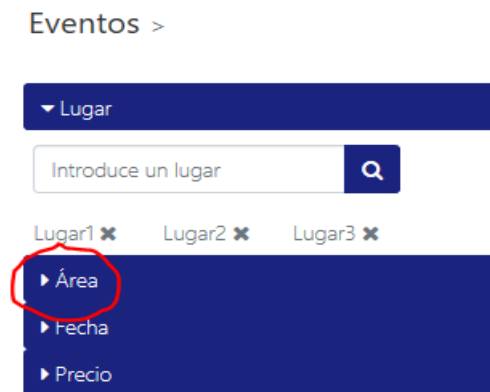 Eventos >
Lugar
Introduce un lugar
Lugar1 ✖ Lugar2 ✖ Lugar3 ✖
Área
Fecha
Precio